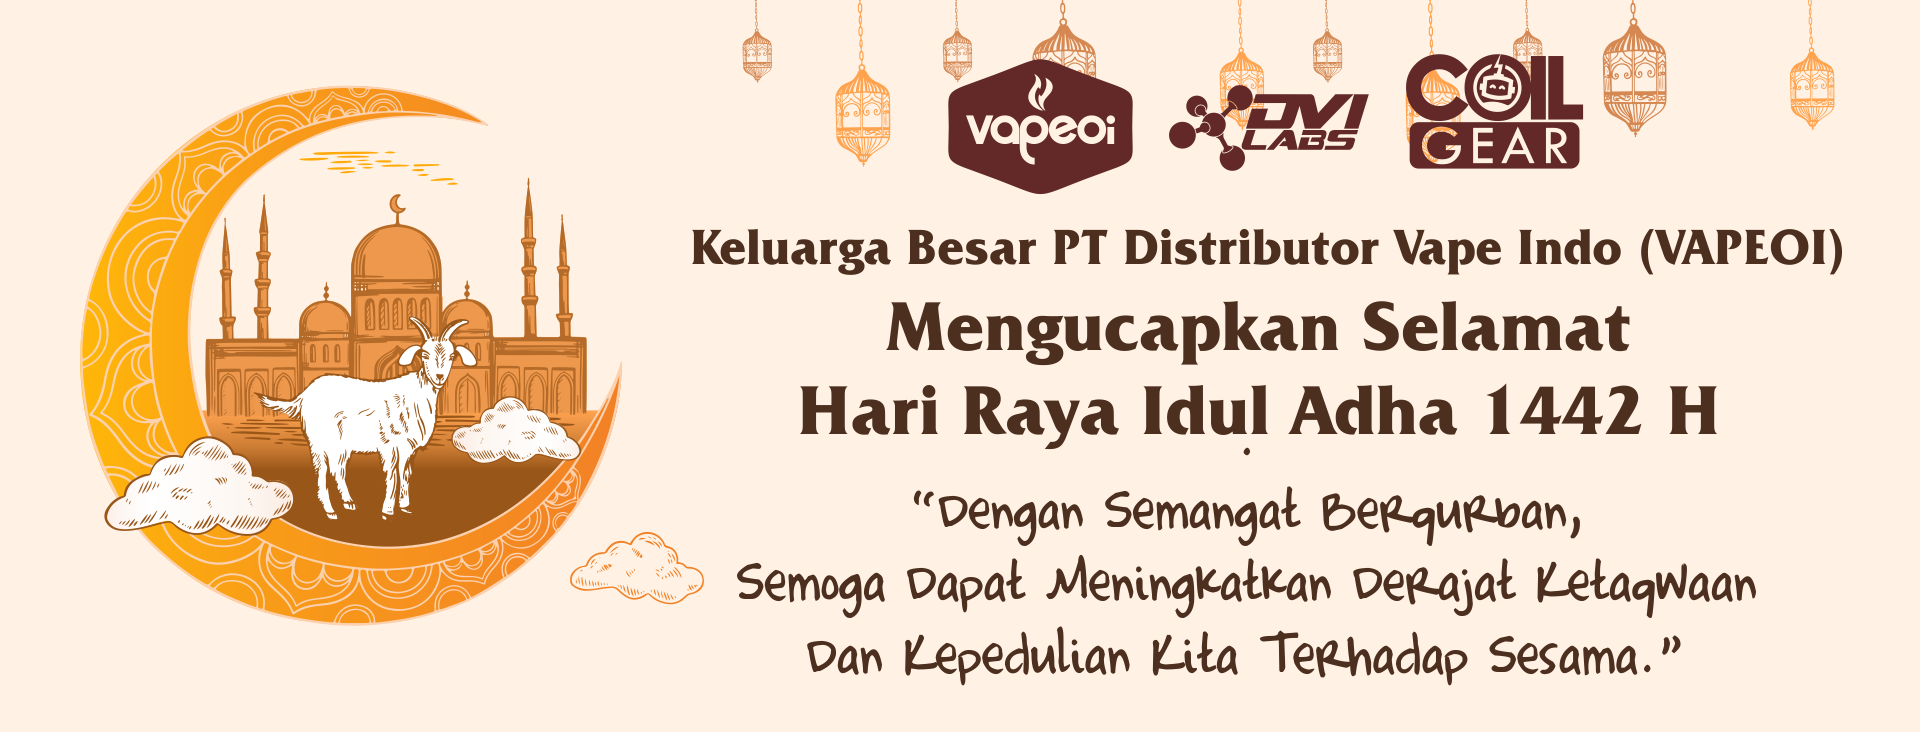 vapeoi
DVI
LABS
COIL
GEAR
Keluarga Besar PT Distributor Vape Indo (VAPEOI)
Mengucapkan Selamat
Hari Raya Idul Adha 1442 H
“Dengan Semangat Berqurban,
Semoga Dapat Meningkatkan Derajat Ketaqwaan
Dan Kepedulian Kita Terhadap Sesama.”